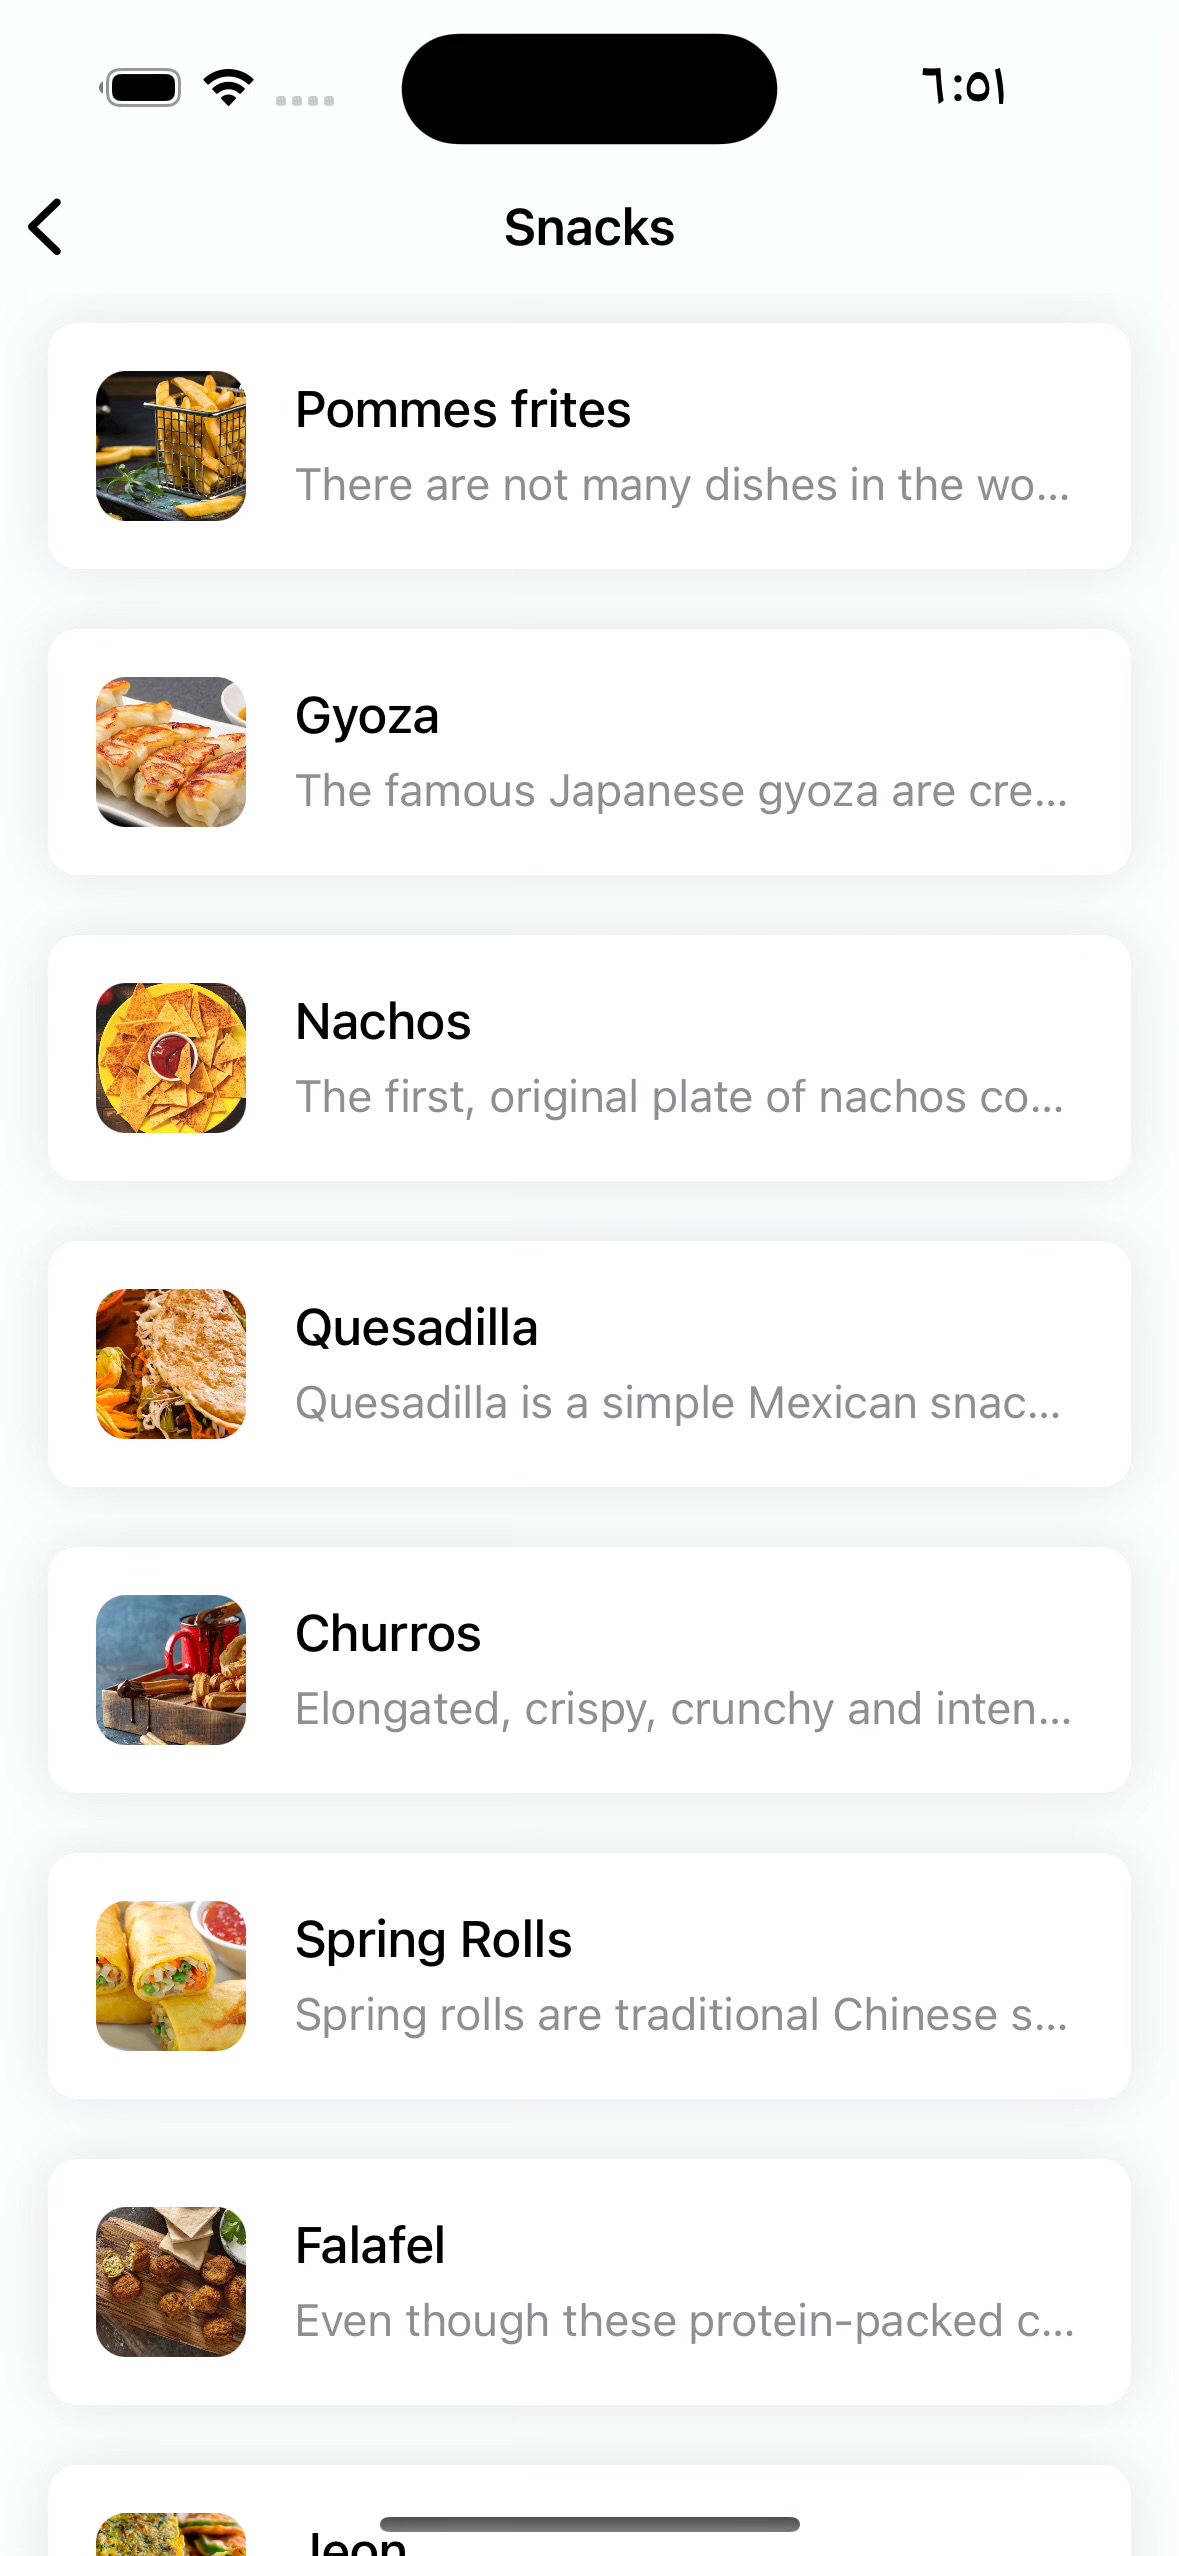 ٦:٥١
Snacks
Pommes frites
There are not many dishes in the wo...
Gyoza
The famous Japanese gyoza are cre...
Nachos
The first, original plate of nachos co...
Quesadilla
Quesadilla is a simple Mexican snac...
Churros
Elongated, crispy, crunchy and inten...
Spring Rolls
Spring rolls are traditional Chinese s...
Falafel
Even though these protein-packed c...
Jeon